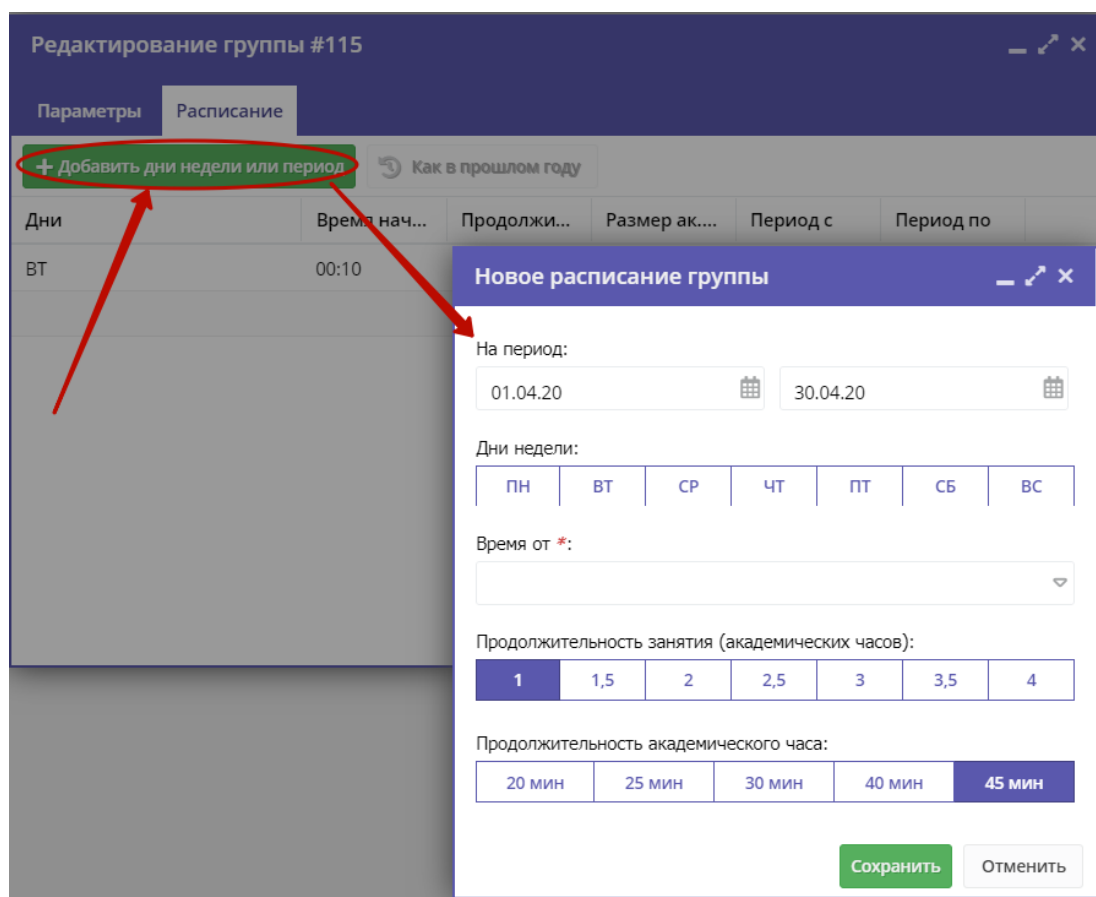 Редактирование группы #115
Параметры Расписание
+ Добавить дни недели или период Как в прошлом году
Дни Время нач... Продолжи... Размер ак.... Период с Период по
ВТ 00:10
Новое расписание группы
На период:
01.04.20 30.04.20
Дни недели:
ПН ВТ СР ЧТ ПТ СБ ВС
Время от *:
Продолжительность занятия (академических часов):
1 1,5 2 2,5 3 3,5 4
Продолжительность академического часа:
20 мин 25 мин 30 мин 40 мин 45 мин
Сохранить Отменить